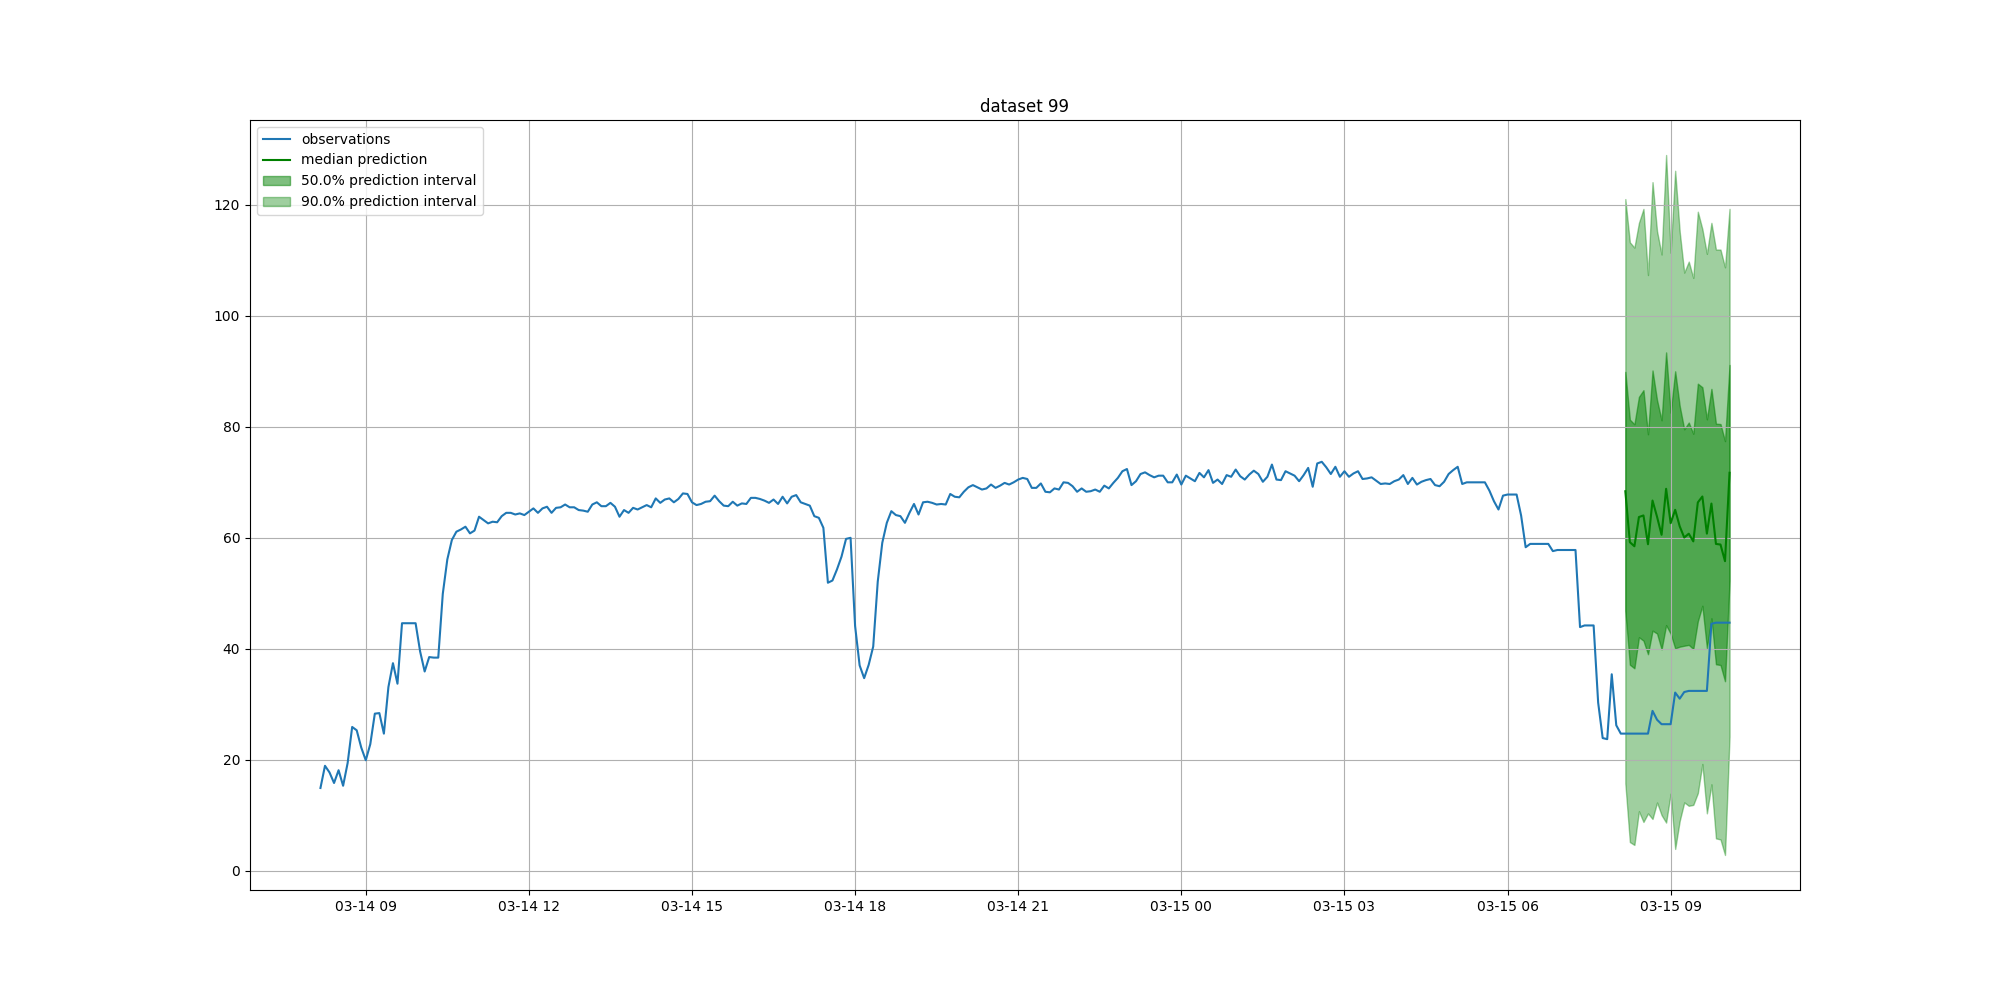 dataset 99
observations
median prediction
50.0% prediction interval
90.0% prediction interval
120
100
80
60
40
20
0
03-14 09 03-14 12 03-14 15 03-14 18 03-14 21 03-15 00 03-15 03 03-15 06 03-15 09